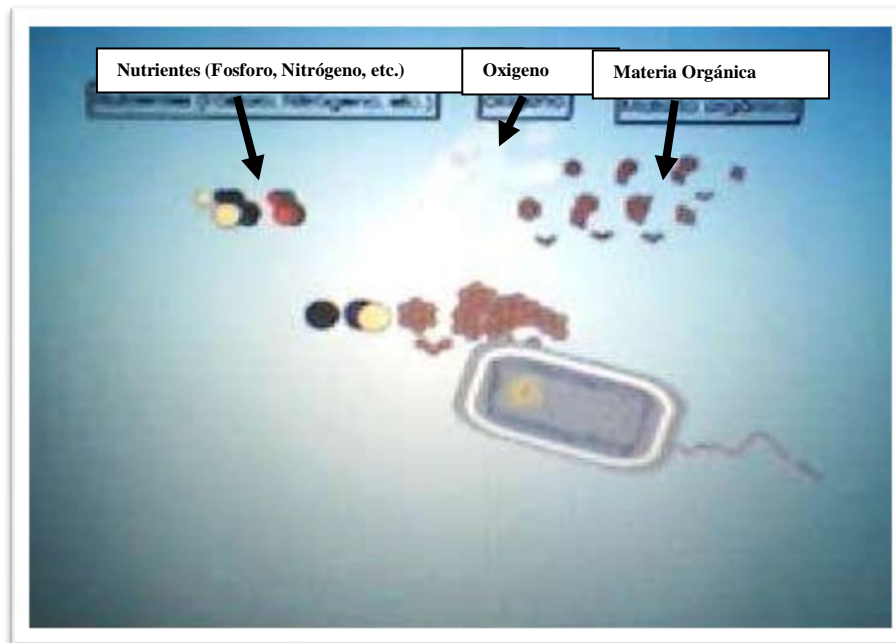 Nutrientes (Fosforo, Nitrógeno, etc.)
Oxigeno
Materia Orgánica